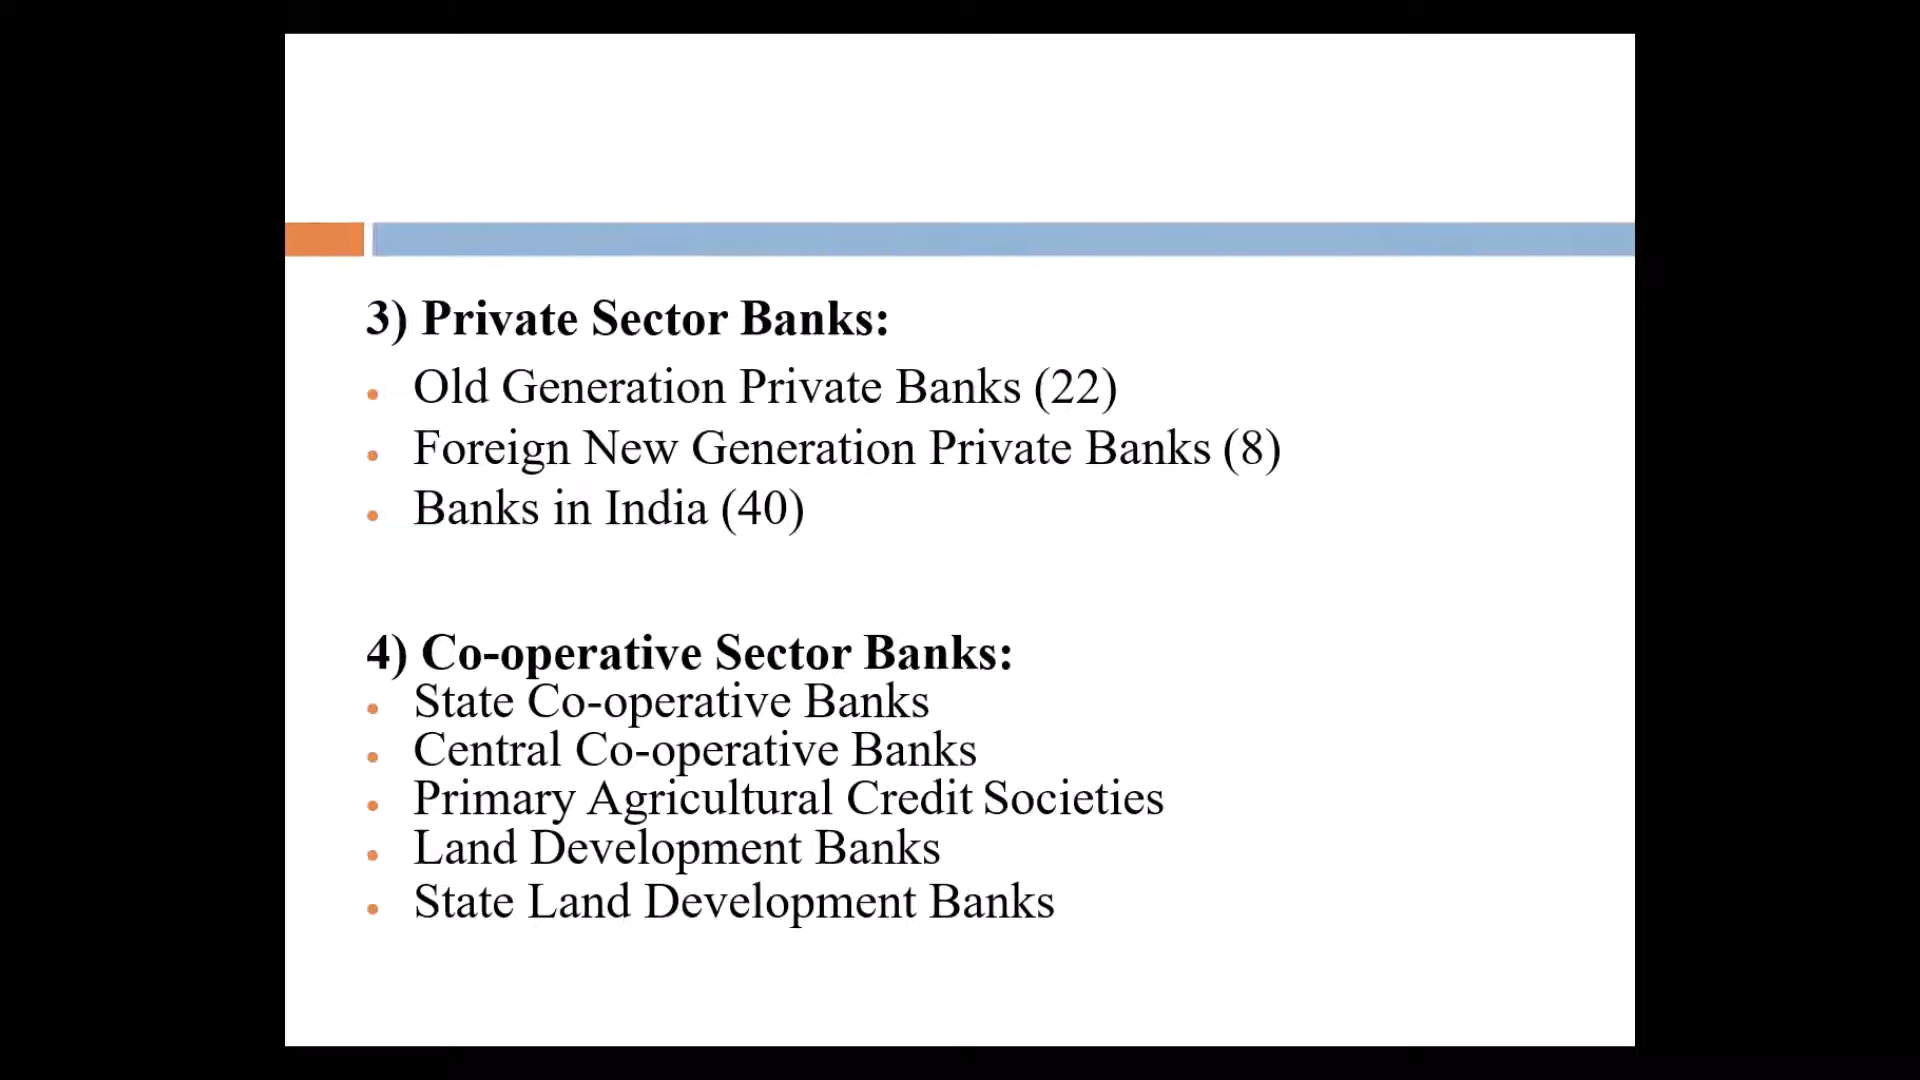 3) Private Sector Banks:
• Old Generation Private Banks (22)
• Foreign New Generation Private Banks (8)
• Banks in India (40)
4) Co-operative Sector Banks:
• State Co-operative Banks
• Central Co-operative Banks
• Primary Agricultural Credit Societies
• Land Development Banks
• State Land Development Banks